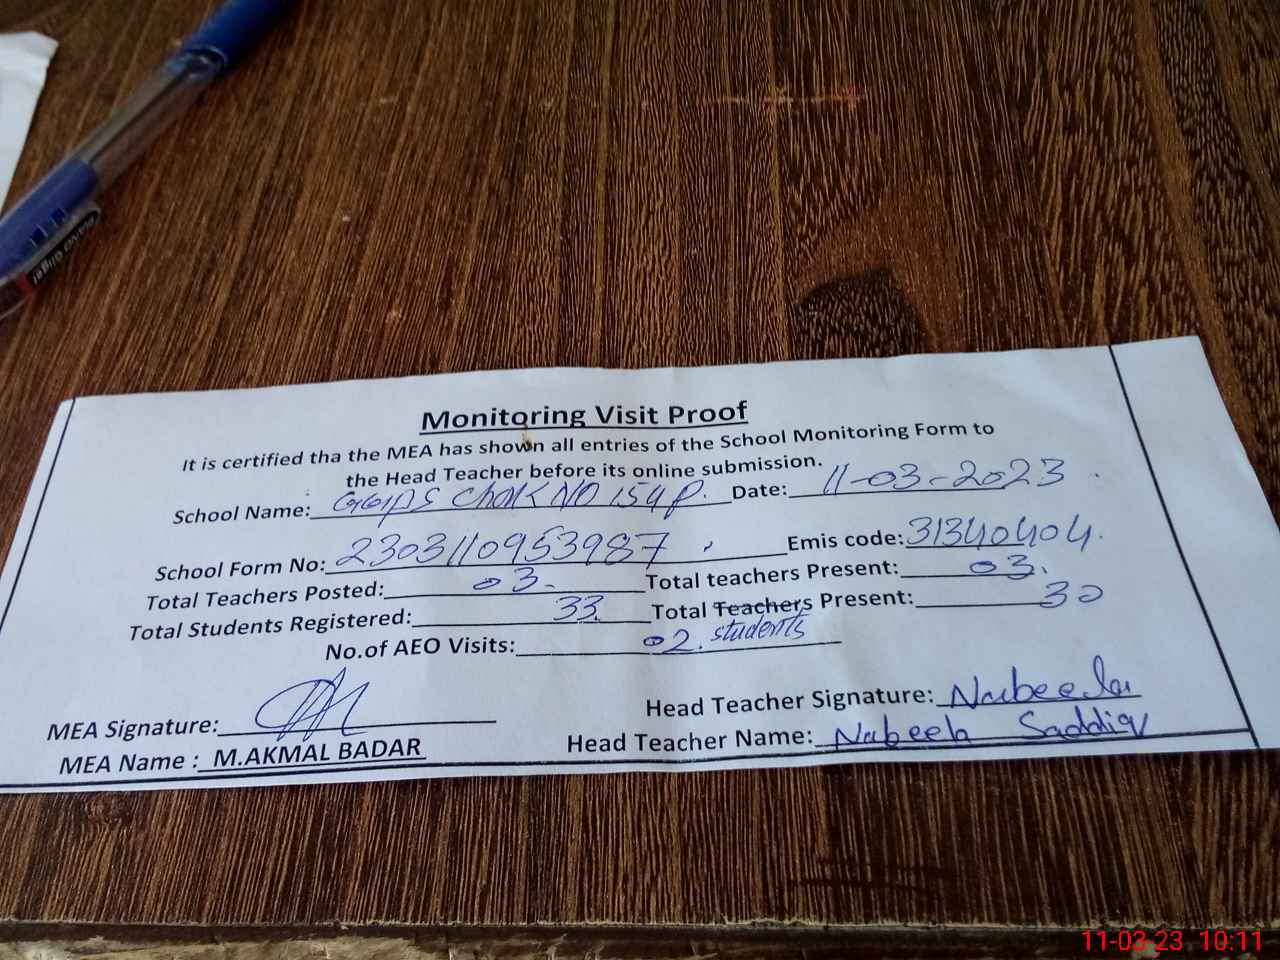 Monitoring Visit Proof
It is certified tha the MEA has shown all entries of the School Monitoring Form to
the Head Teacher before its online submission.
School Name: GGPS Chak NO 154 P. Date: 11-03-2023
School Form No: 2303110953987 Emis code: 31340404.
Total Teachers Posted: 03. Total teachers Present: 03.
Total Students Registered: 33. Total Teachers Present: 30
students
No.of AEO Visits: 02.
MEA Signature: Head Teacher Signature: Nabeela
MEA Name : M.AKMAL BADAR Head Teacher Name: Nabeela Saddiq
11-03-23 10:11